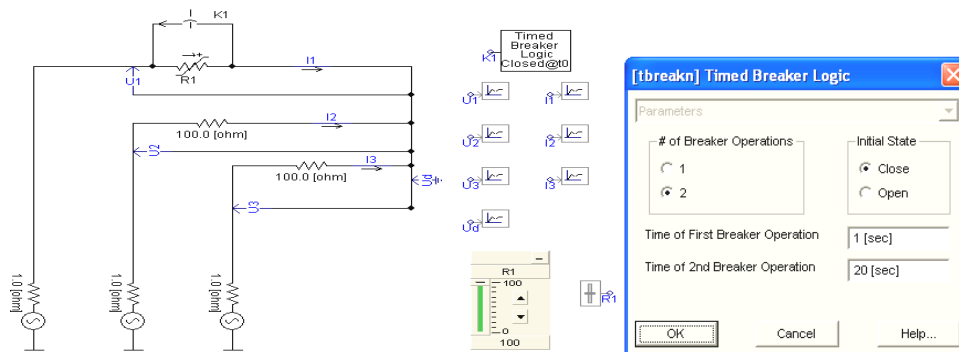 K1
I1
U1
R1
I2
100.0 [ohm]
U2
I3
100.0 [ohm]
U3
Ud
1.0 [ohm]
1.0 [ohm]
1.0 [ohm]
Timed
Breaker
Logic
Closed@t0
K1
U1
I1
U2
I2
U3
I3
Ud
R1
100
0
100
R1
[tbreakn] Timed Breaker Logic
Parameters
# of Breaker Operations
1
2
Initial State
Close
Open
Time of First Breaker Operation
1 [sec]
Time of 2nd Breaker Operation
20 [sec]
OK
Cancel
Help...